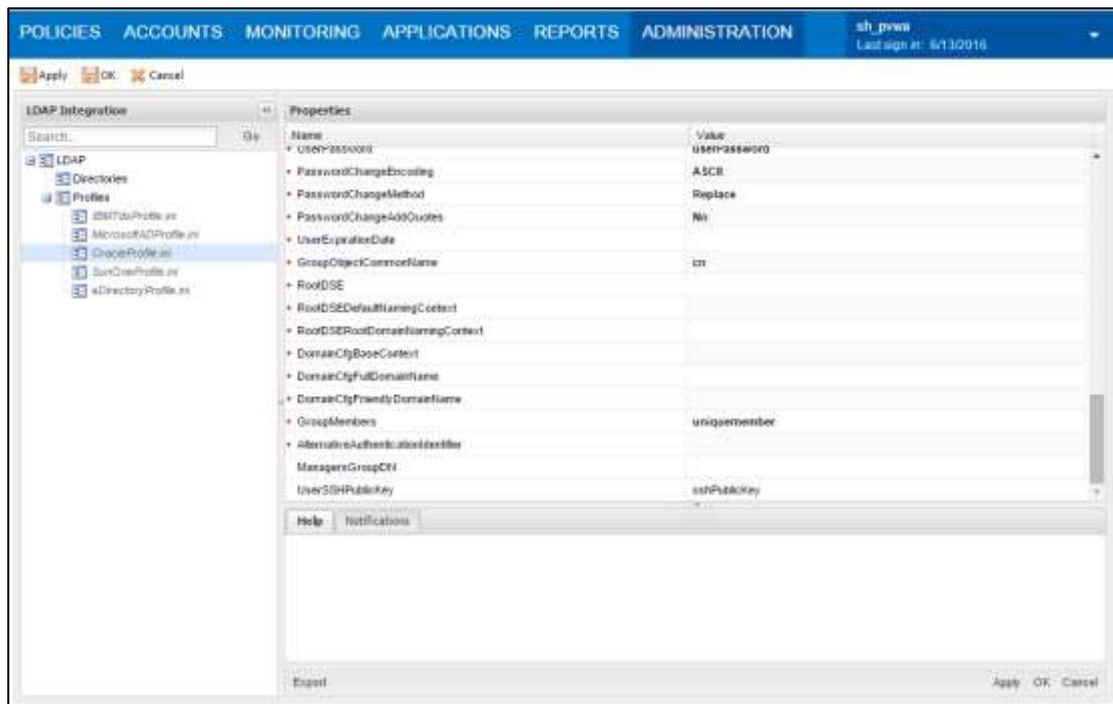 POLICIES ACCOUNTS MONITORING APPLICATIONS REPORTS ADMINISTRATION
sh_pvwa
Last sign in: 6/13/2016
Apply OK Cancel
LDAP Integration
Search..
Go
LDAP
Directories
Profiles
IBMTdsProfile.ini
MicrosoftADProfile.ini
OracleProfile.ini
SunOneProfile.ini
eDirectoryProfile.ini
Properties
Name Value
UserPassword userPassword
PasswordChangeEncoding ASCII
PasswordChangeMethod Replace
PasswordChangeAddQuotes No
UserExpirationDate
GroupObjectCommonName cn
RootDSE
RootDSEDefaultNamingContext
RootDSERootDomainNamingContext
DomainCfgBaseContext
DomainCfgFullDomainName
DomainCfgFriendlyDomainName
GroupMembers uniquemember
AlternativeAuthenticationIdentifier
ManagersGroupDN
UserSSHPublicKey sshPublicKey
Help Notifications
Export
Apply OK Cancel